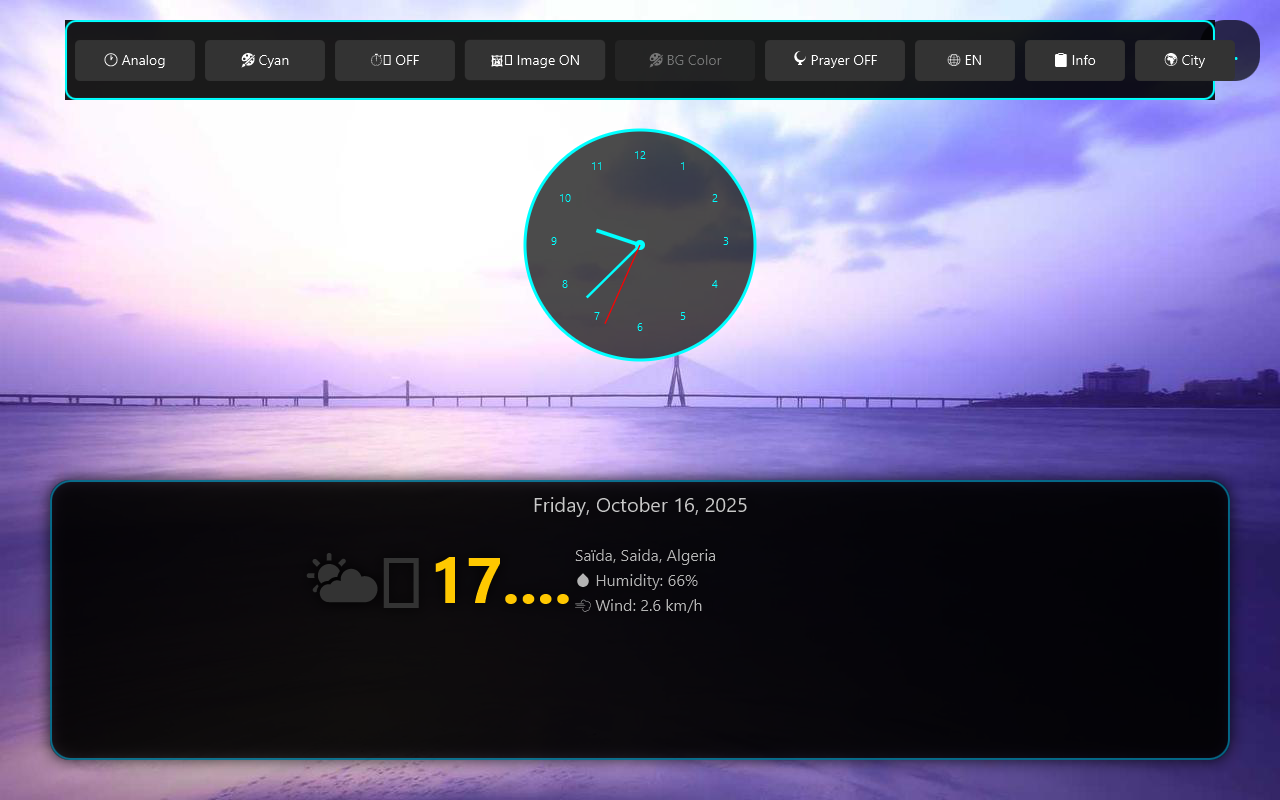 🕐 Analog
🎨 Cyan
⏱ OFF
🖼 Image ON
🎨 BG Color
🌙 Prayer OFF
🌐 EN
📋 Info
🌍 City
12
11
1
10
2
9
3
8
4
7
5
6
Friday, October 16, 2025
17....
Saïda, Saida, Algeria
💧 Humidity: 66%
💨 Wind: 2.6 km/h